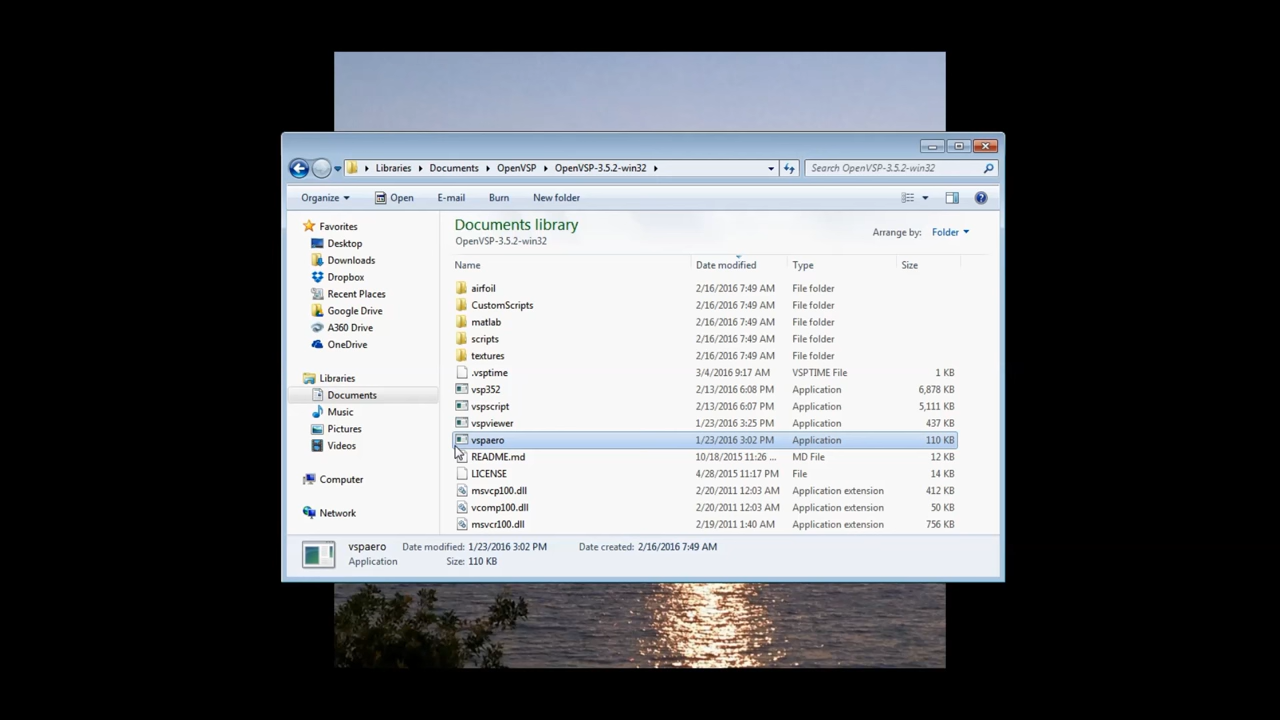 Libraries Documents OpenVSP OpenVSP-3.5.2-win32
Search OpenVSP-3.5.2-win32
Organize Open E-mail Burn New folder
Favorites
Desktop
Downloads
Dropbox
Recent Places
Google Drive
A360 Drive
OneDrive
Libraries
Documents
Music
Pictures
Videos
Computer
Network
Documents library
OpenVSP-3.5.2-win32
Arrange by: Folder
Name Date modified Type Size
airfoil 2/16/2016 7:49 AM File folder
CustomScripts 2/16/2016 7:49 AM File folder
matlab 2/16/2016 7:49 AM File folder
scripts 2/16/2016 7:49 AM File folder
textures 2/16/2016 7:49 AM File folder
.vsptime 3/4/2016 9:17 AM VSPTIME File 1 KB
vsp352 2/13/2016 6:08 PM Application 6,878 KB
vspscript 2/13/2016 6:07 PM Application 5,111 KB
vspviewer 1/23/2016 3:25 PM Application 437 KB
vspaero 1/23/2016 3:02 PM Application 110 KB
README.md 10/18/2015 11:26 ... MD File 12 KB
LICENSE 4/28/2015 11:17 PM File 14 KB
msvcp100.dll 2/20/2011 12:03 AM Application extension 412 KB
vcomp100.dll 2/20/2011 12:03 AM Application extension 50 KB
msvcr100.dll 2/19/2011 1:40 AM Application extension 756 KB
vspaero Date modified: 1/23/2016 3:02 PM Date created: 2/16/2016 7:49 AM
Application Size: 110 KB